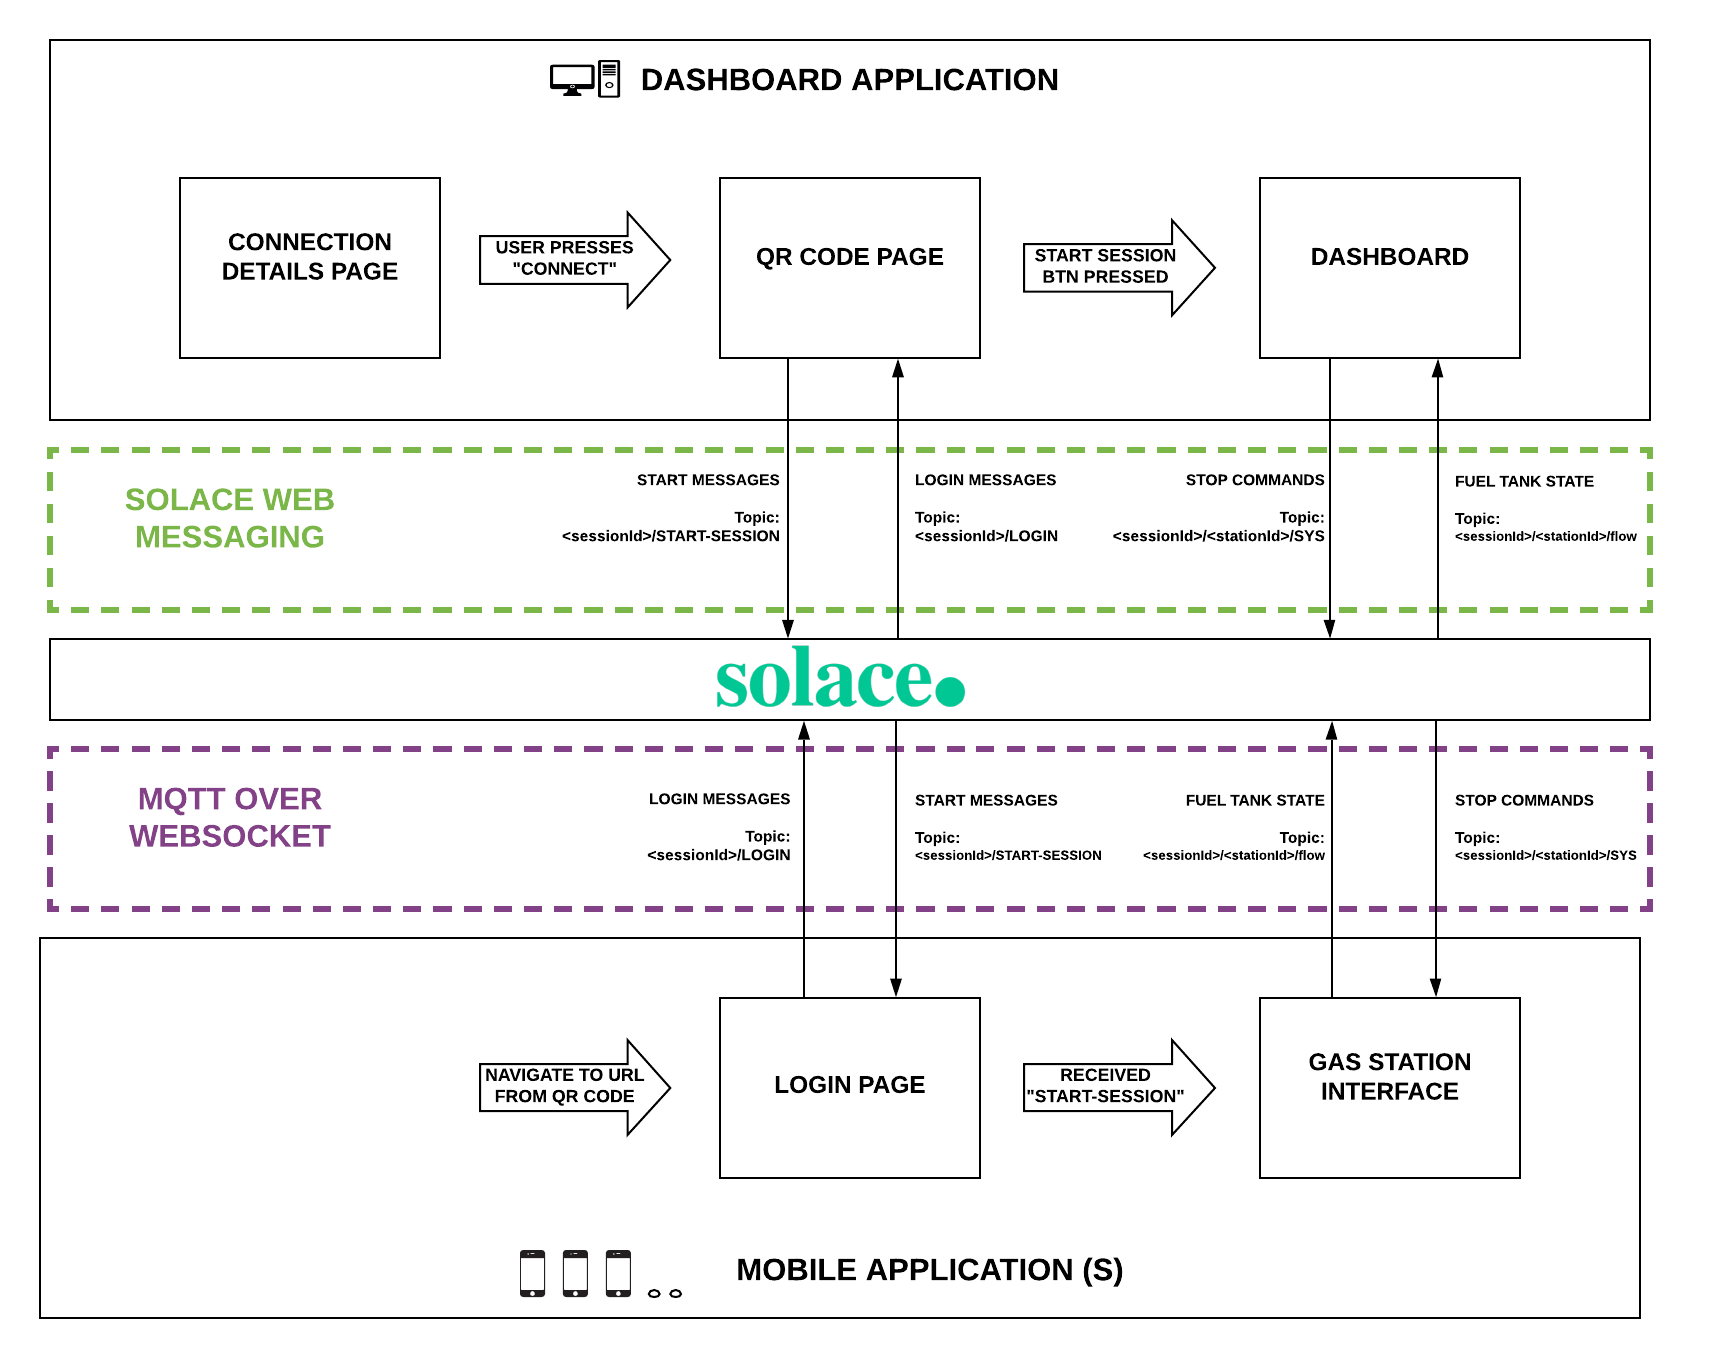 DASHBOARD APPLICATION
CONNECTION
DETAILS PAGE
USER PRESSES
"CONNECT"
QR CODE PAGE
START SESSION
BTN PRESSED
DASHBOARD
SOLACE WEB
MESSAGING
START MESSAGES
Topic:
<sessionId>/START-SESSION
LOGIN MESSAGES
Topic:
<sessionId>/LOGIN
STOP COMMANDS
Topic:
<sessionId>/<stationId>/SYS
FUEL TANK STATE
Topic:
<sessionId>/<stationId>/flow
solace.
MQTT OVER
WEBSOCKET
LOGIN MESSAGES
Topic:
<sessionId>/LOGIN
START MESSAGES
Topic:
<sessionId>/START-SESSION
FUEL TANK STATE
Topic:
<sessionId>/<stationId>/flow
STOP COMMANDS
Topic:
<sessionId>/<stationId>/SYS
NAVIGATE TO URL
FROM QR CODE
LOGIN PAGE
RECEIVED
"START-SESSION"
GAS STATION
INTERFACE
MOBILE APPLICATION (S)